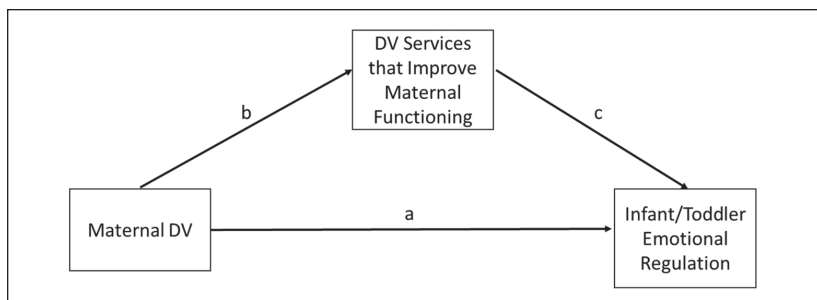 DV Services
that Improve
Maternal
Functioning
b
c
Maternal DV
a
Infant/Toddler
Emotional
Regulation